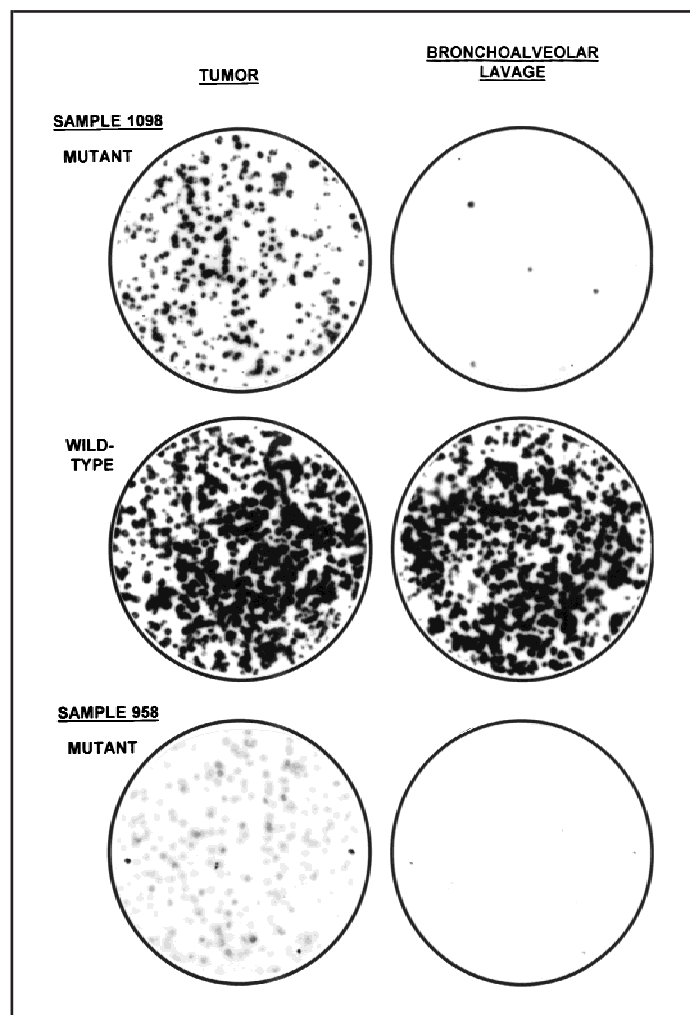 TUMOR
BRONCHOALVEOLAR
LAVAGE
SAMPLE 1098
MUTANT
WILD-
TYPE
SAMPLE 958
MUTANT